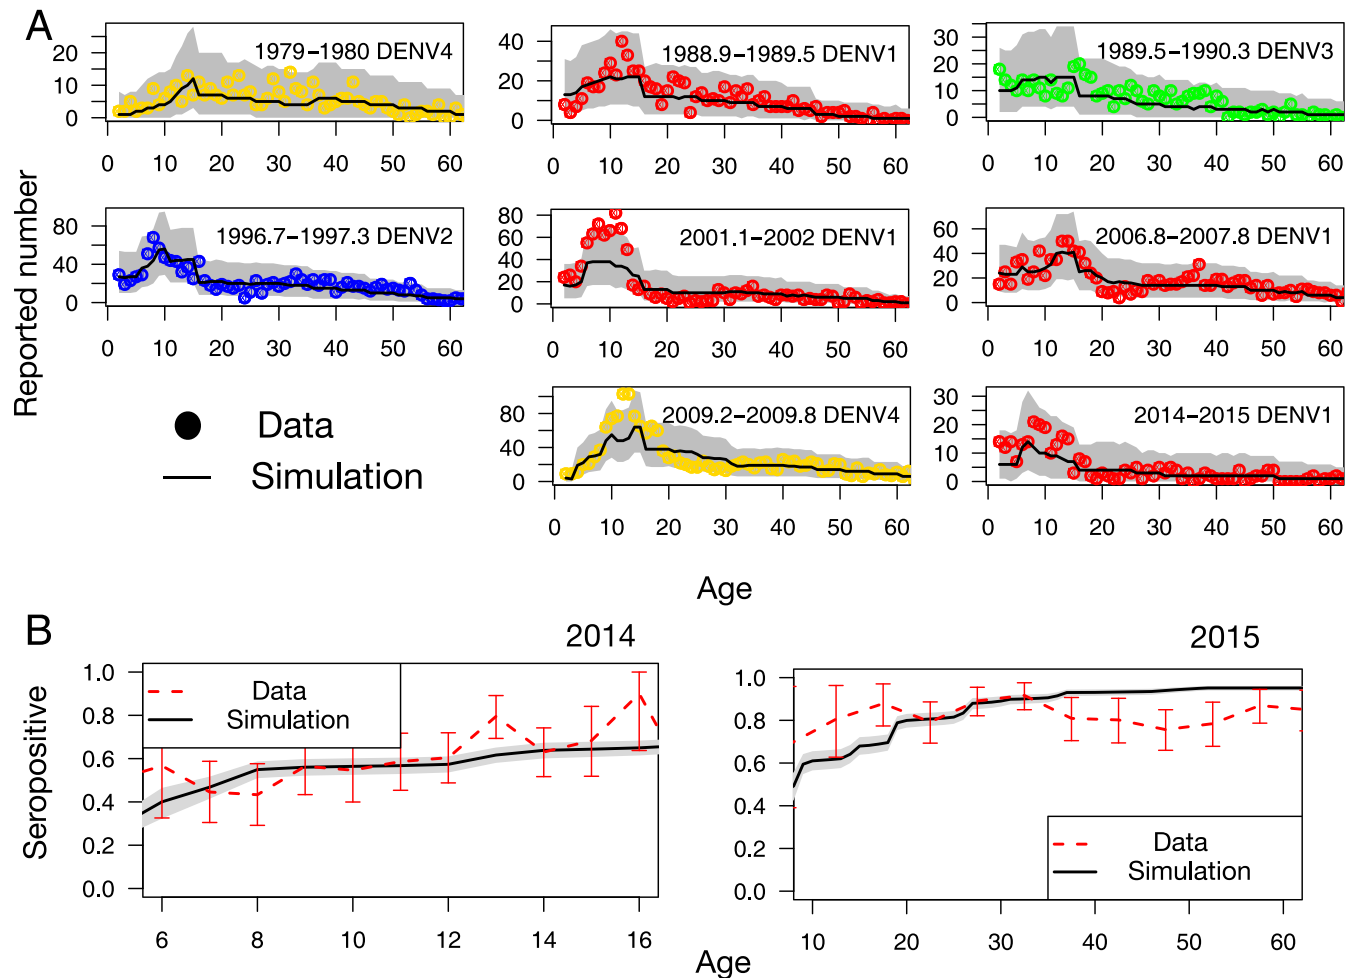 A
1979–1980 DENV4
0 10 20
0 10 20 30 40 50 60
1988.9–1989.5 DENV1
0 20 40
0 10 20 30 40 50 60
1989.5–1990.3 DENV3
0 10 20 30
0 10 20 30 40 50 60
Reported number
1996.7–1997.3 DENV2
0 40 80
0 10 20 30 40 50 60
2001.1–2002 DENV1
0 20 40 60 80
0 10 20 30 40 50 60
2006.8–2007.8 DENV1
0 20 40 60
0 10 20 30 40 50 60
Data
Simulation
2009.2–2009.8 DENV4
0 40 80
0 10 20 30 40 50 60
2014–2015 DENV1
0 10 20 30
0 10 20 30 40 50 60
Age
B
2014
Seropositive
0.0 0.2 0.4 0.6 0.8 1.0
Data
Simulation
6 8 10 12 14 16
2015
0.0 0.2 0.4 0.6 0.8 1.0
Data
Simulation
10 20 30 40 50 60
Age